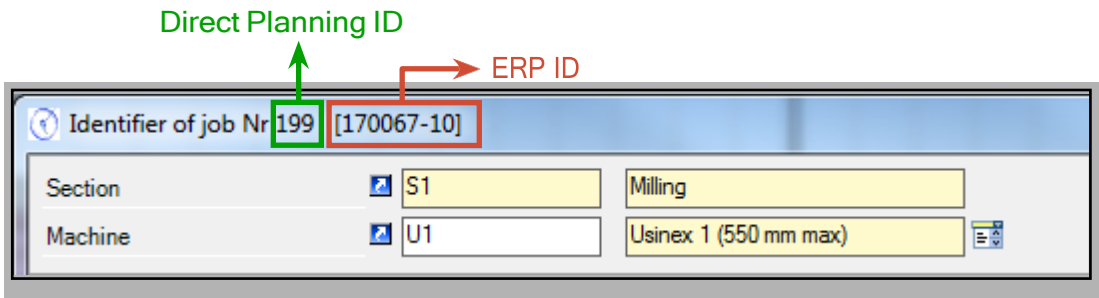 Direct Planning ID
ERP ID
Identifier of job Nr 199 [170067-10]
Section S1 Milling
Machine U1 Usinex 1 (550 mm max)